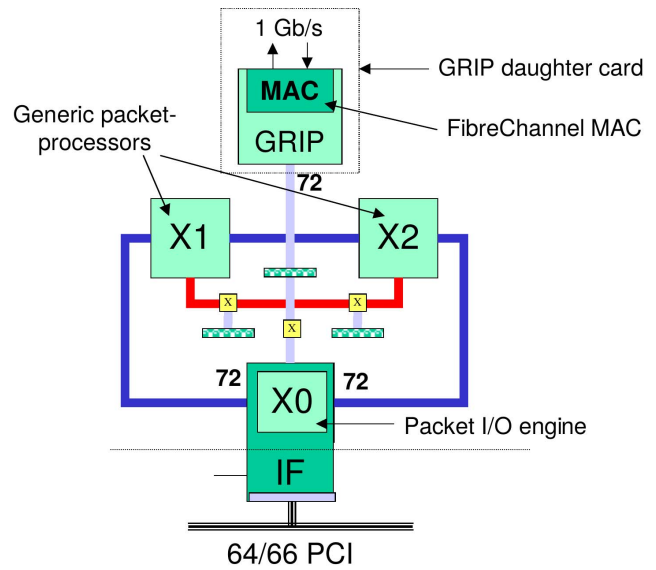 1 Gb/s
MAC
GRIP daughter card
Generic packet-
processors
FibreChannel MAC
GRIP
72
X1
X2
X
X
X
72
72
X0
Packet I/O engine
IF
64/66 PCI